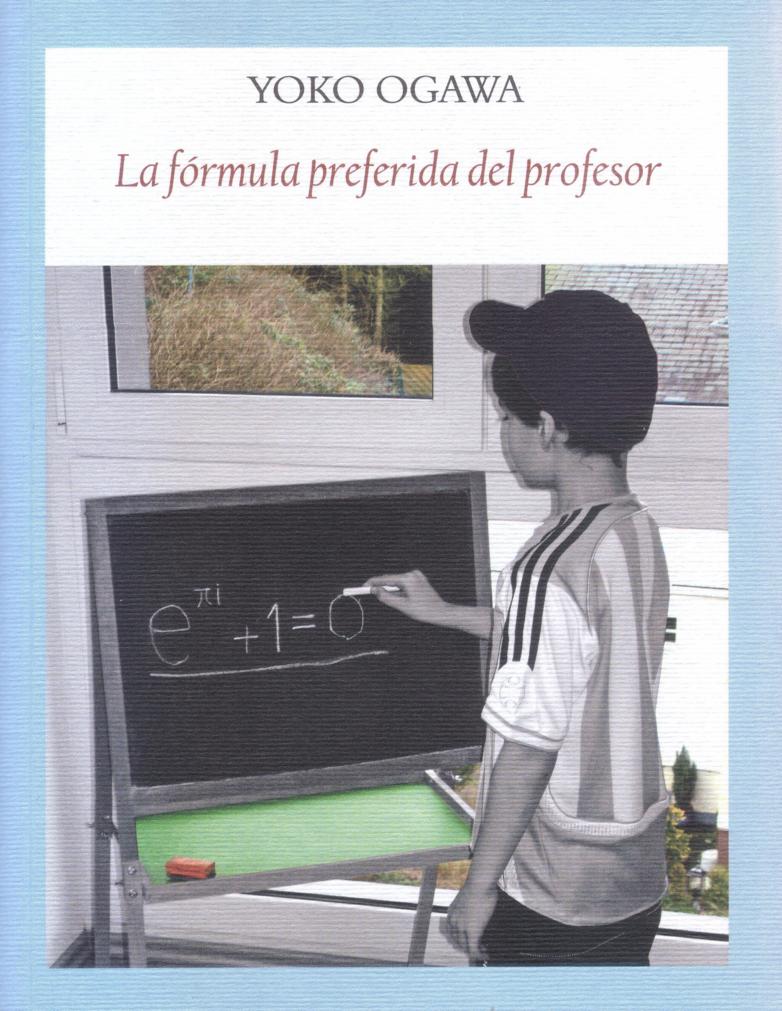 YOKO OGAWA
La fórmula preferida del profesor
e^{πi} + 1 = 0